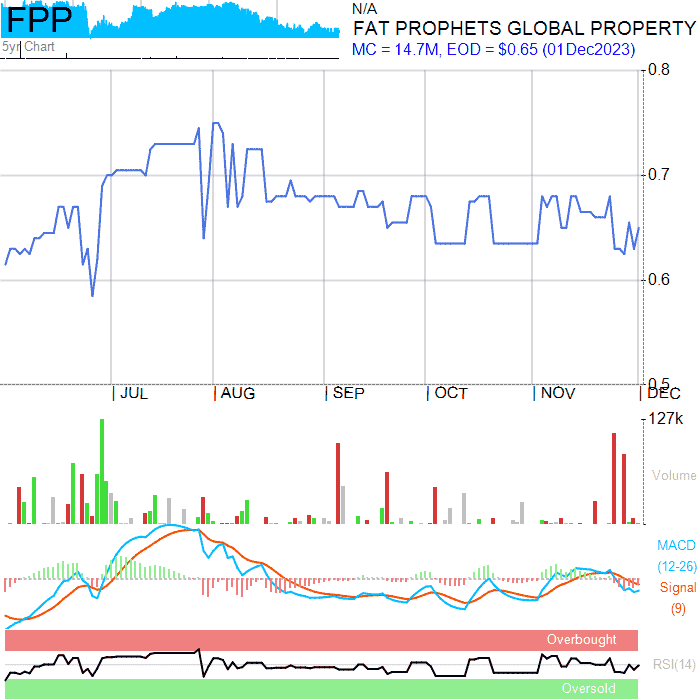 FPP
5yr Chart
N/A
FAT PROPHETS GLOBAL PROPERTY
MC = 14.7M, EOD = $0.65 (01Dec2023)
0.8
0.7
0.6
0.5
JUL AUG SEP OCT NOV DEC
127k
Volume
MACD
(12-26)
Signal
(9)
Overbought
RSI(14)
Oversold